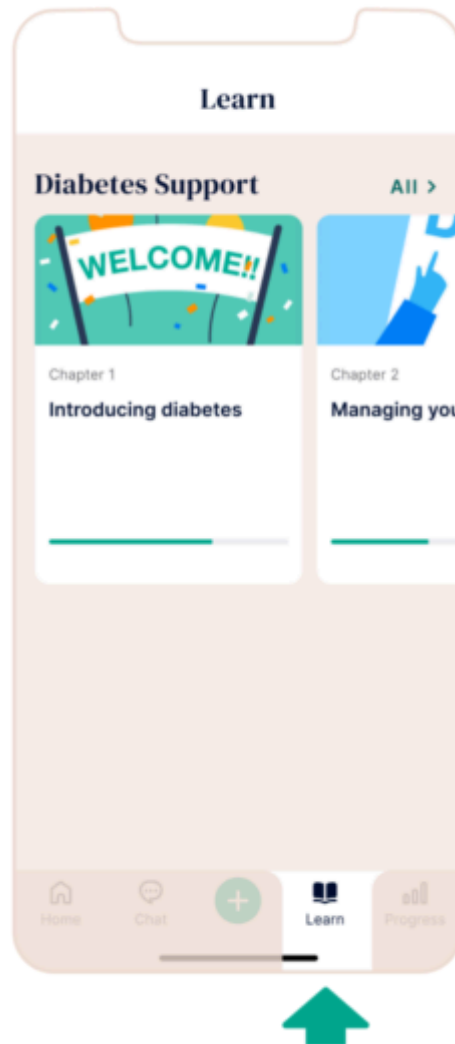 Learn
Diabetes Support
All >
WELCOME!!
Chapter 1
Introducing diabetes
Chapter 2
Managing you
Home
Chat
Learn
Progress